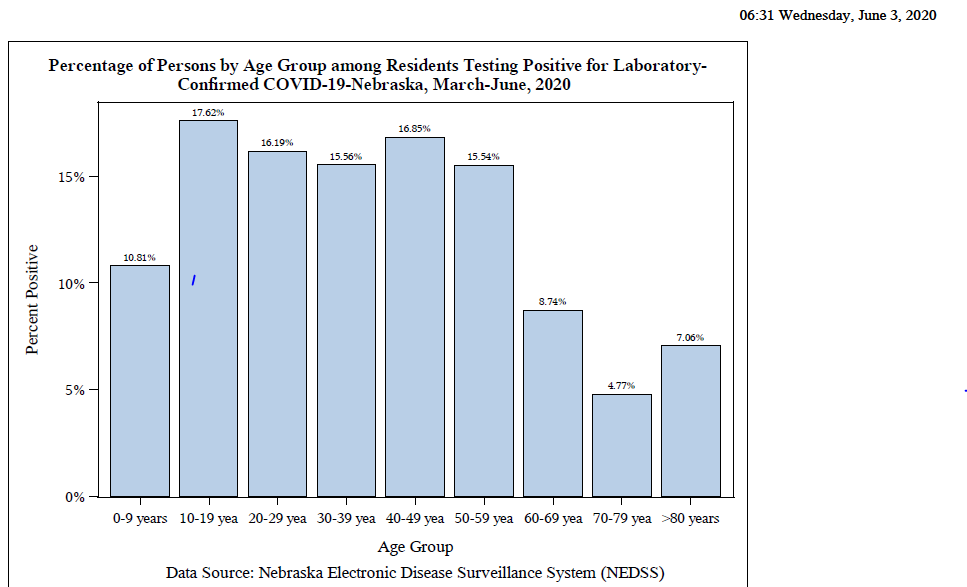 06:31 Wednesday, June 3, 2020
Percentage of Persons by Age Group among Residents Testing Positive for Laboratory-
Confirmed COVID-19-Nebraska, March-June, 2020
17.62%
16.85%
16.19%
15.56%
15.54%
15%
10.81%
10%
8.74%
7.06%
5%
4.77%
0%
Percent Positive
0-9 years 10-19 yea 20-29 yea 30-39 yea 40-49 yea 50-59 yea 60-69 yea 70-79 yea >80 years
Age Group
Data Source: Nebraska Electronic Disease Surveillance System (NEDSS)